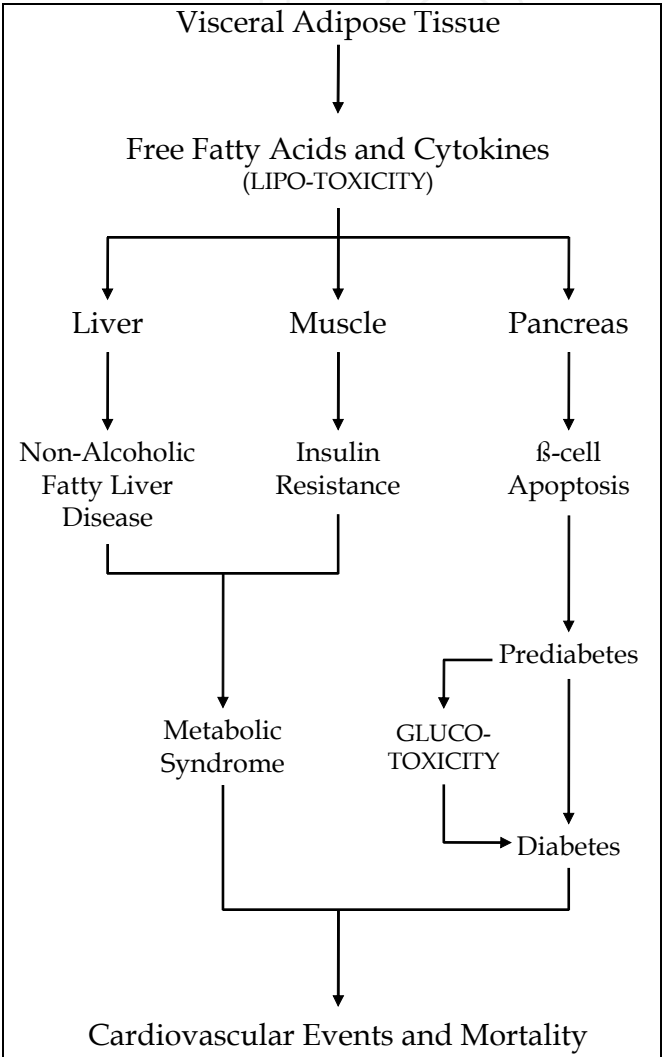 Visceral Adipose Tissue
Free Fatty Acids and Cytokines
(LIPO-TOXICITY)
Liver
Muscle
Pancreas
Non-Alcoholic
Fatty Liver
Disease
Insulin
Resistance
ß-cell
Apoptosis
Prediabetes
Metabolic
Syndrome
GLUCO-
TOXICITY
Diabetes
Cardiovascular Events and Mortality